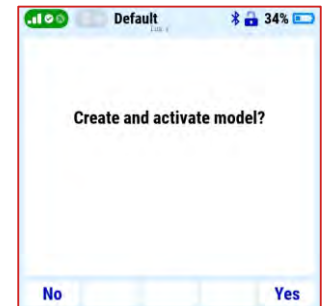 Default 34%
Create and activate model?
No Yes